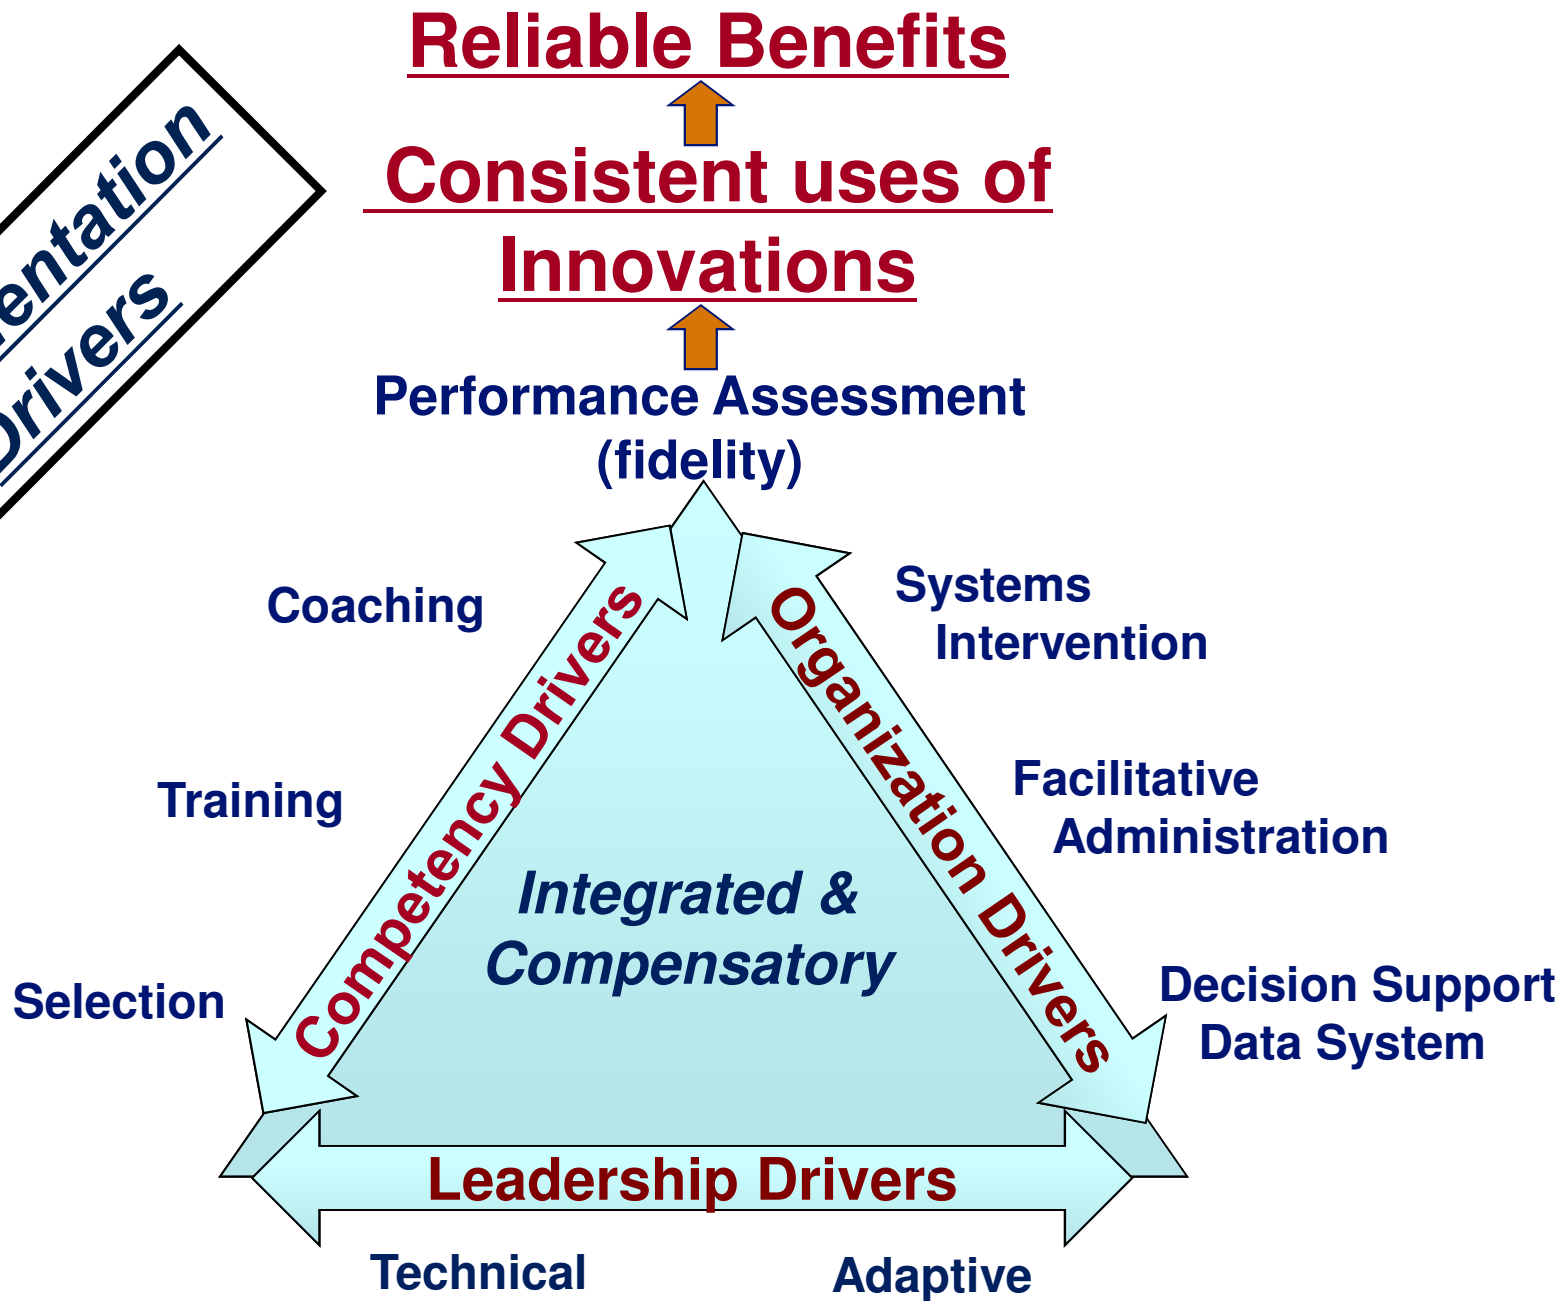 Reliable Benefits
Consistent uses of
Innovations
entation
Drivers
Performance Assessment
(fidelity)
Coaching
Training
Selection
Competency Drivers
Organization Drivers
Systems
Intervention
Facilitative
Administration
Decision Support
Data System
Integrated &
Compensatory
Leadership Drivers
Technical
Adaptive